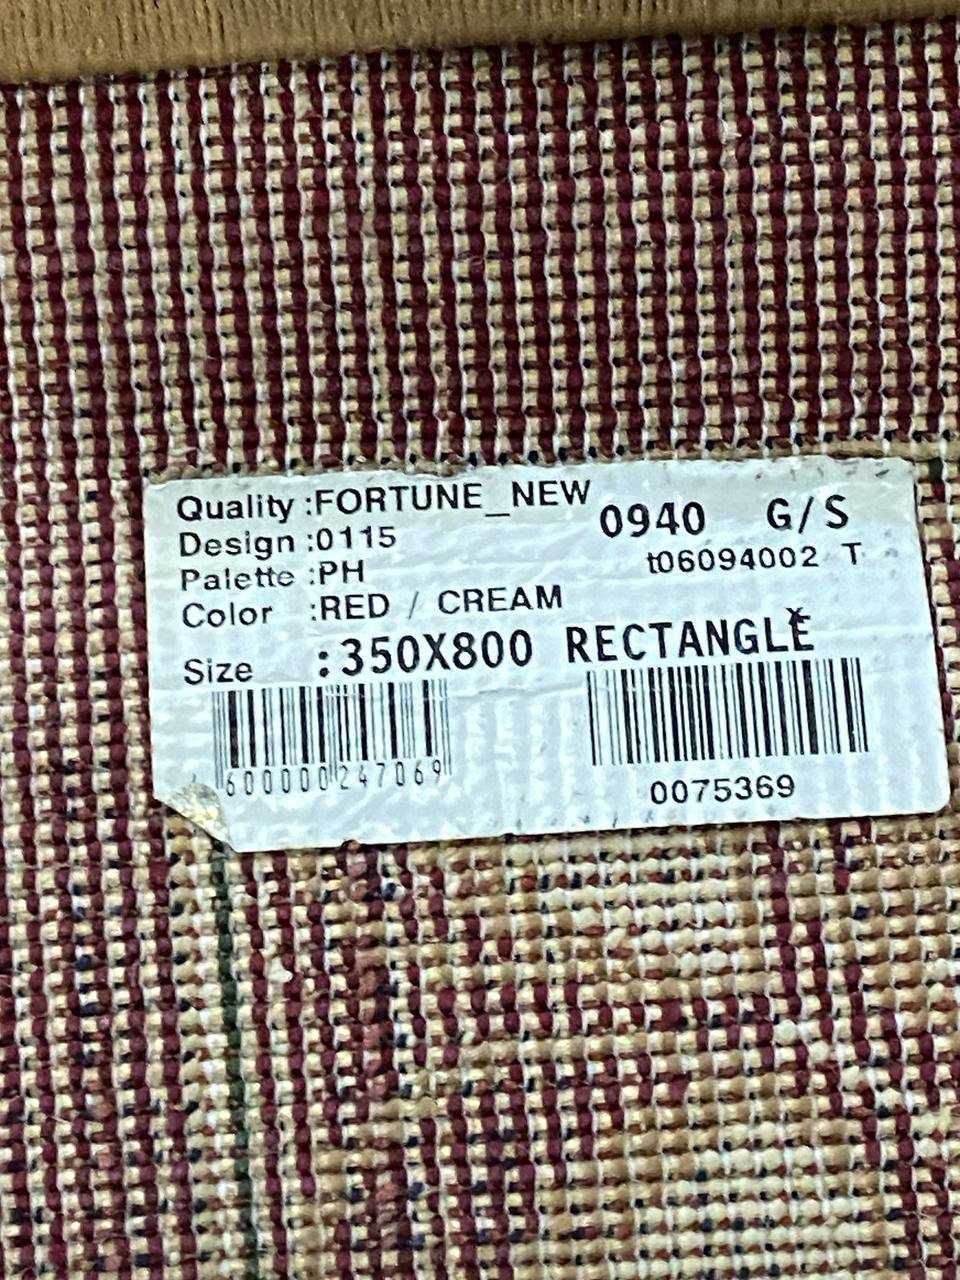 Quality :FORTUNE_NEW
0940 G/S
Design :0115
t06094002 T
Palette :PH
Color :RED / CREAM
Size :350X800 RECTANGLE
600000247069
0075369